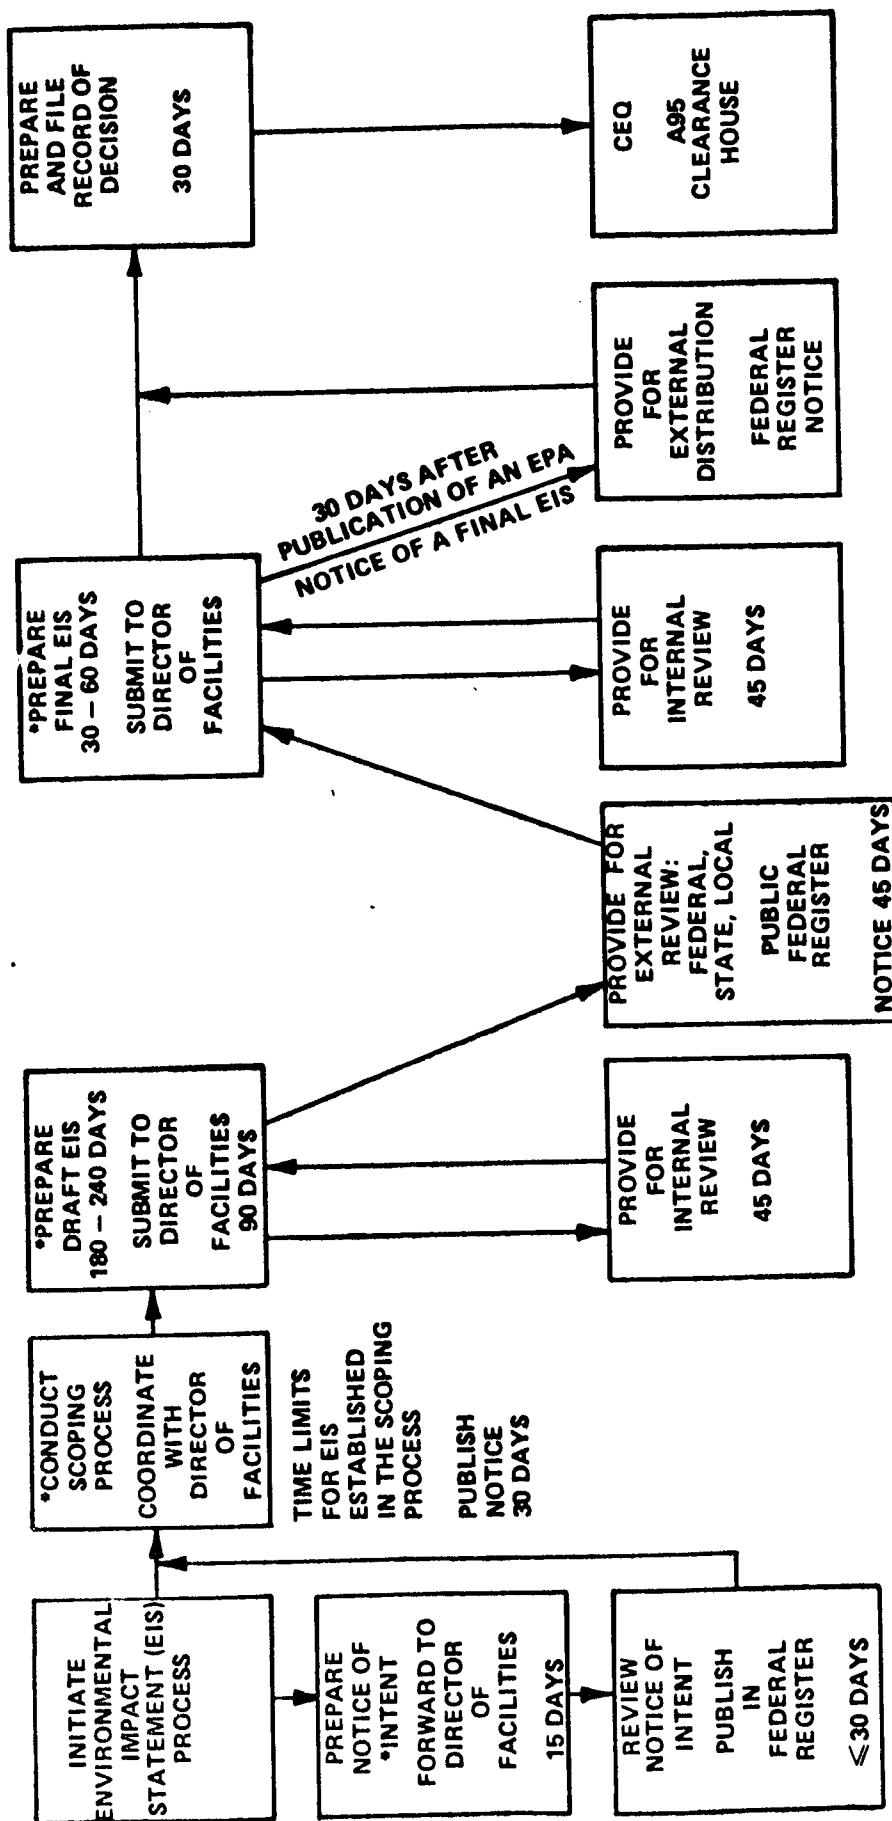 INITIATE
ENVIRONMENTAL
IMPACT
STATEMENT (EIS)
PROCESS
PREPARE
NOTICE OF
*INTENT
FORWARD TO
DIRECTOR
OF
FACILITIES
15 DAYS
REVIEW
NOTICE OF
INTENT
PUBLISH
IN
FEDERAL
REGISTER
≤30 DAYS
*CONDUCT
SCOPING
PROCESS
COORDINATE
WITH
DIRECTOR
OF
FACILITIES
TIME LIMITS
FOR EIS
ESTABLISHED
IN THE SCOPING
PROCESS
PUBLISH
NOTICE
30 DAYS
*PREPARE
DRAFT EIS
180 – 240 DAYS
SUBMIT TO
DIRECTOR
OF
FACILITIES
90 DAYS
PROVIDE
FOR
INTERNAL
REVIEW
45 DAYS
PROVIDE FOR
EXTERNAL
REVIEW:
FEDERAL,
STATE, LOCAL
PUBLIC
FEDERAL
REGISTER
NOTICE 45 DAYS
*PREPARE
FINAL EIS
30 – 60 DAYS
SUBMIT TO
DIRECTOR
OF
FACILITIES
PROVIDE
FOR
INTERNAL
REVIEW
45 DAYS
30 DAYS AFTER
PUBLICATION OF AN EPA
NOTICE OF A FINAL EIS
PROVIDE
FOR
EXTERNAL
DISTRIBUTION
FEDERAL
REGISTER
NOTICE
PREPARE
AND FILE
RECORD OF
DECISION
30 DAYS
CEQ
A95
CLEARANCE
HOUSE